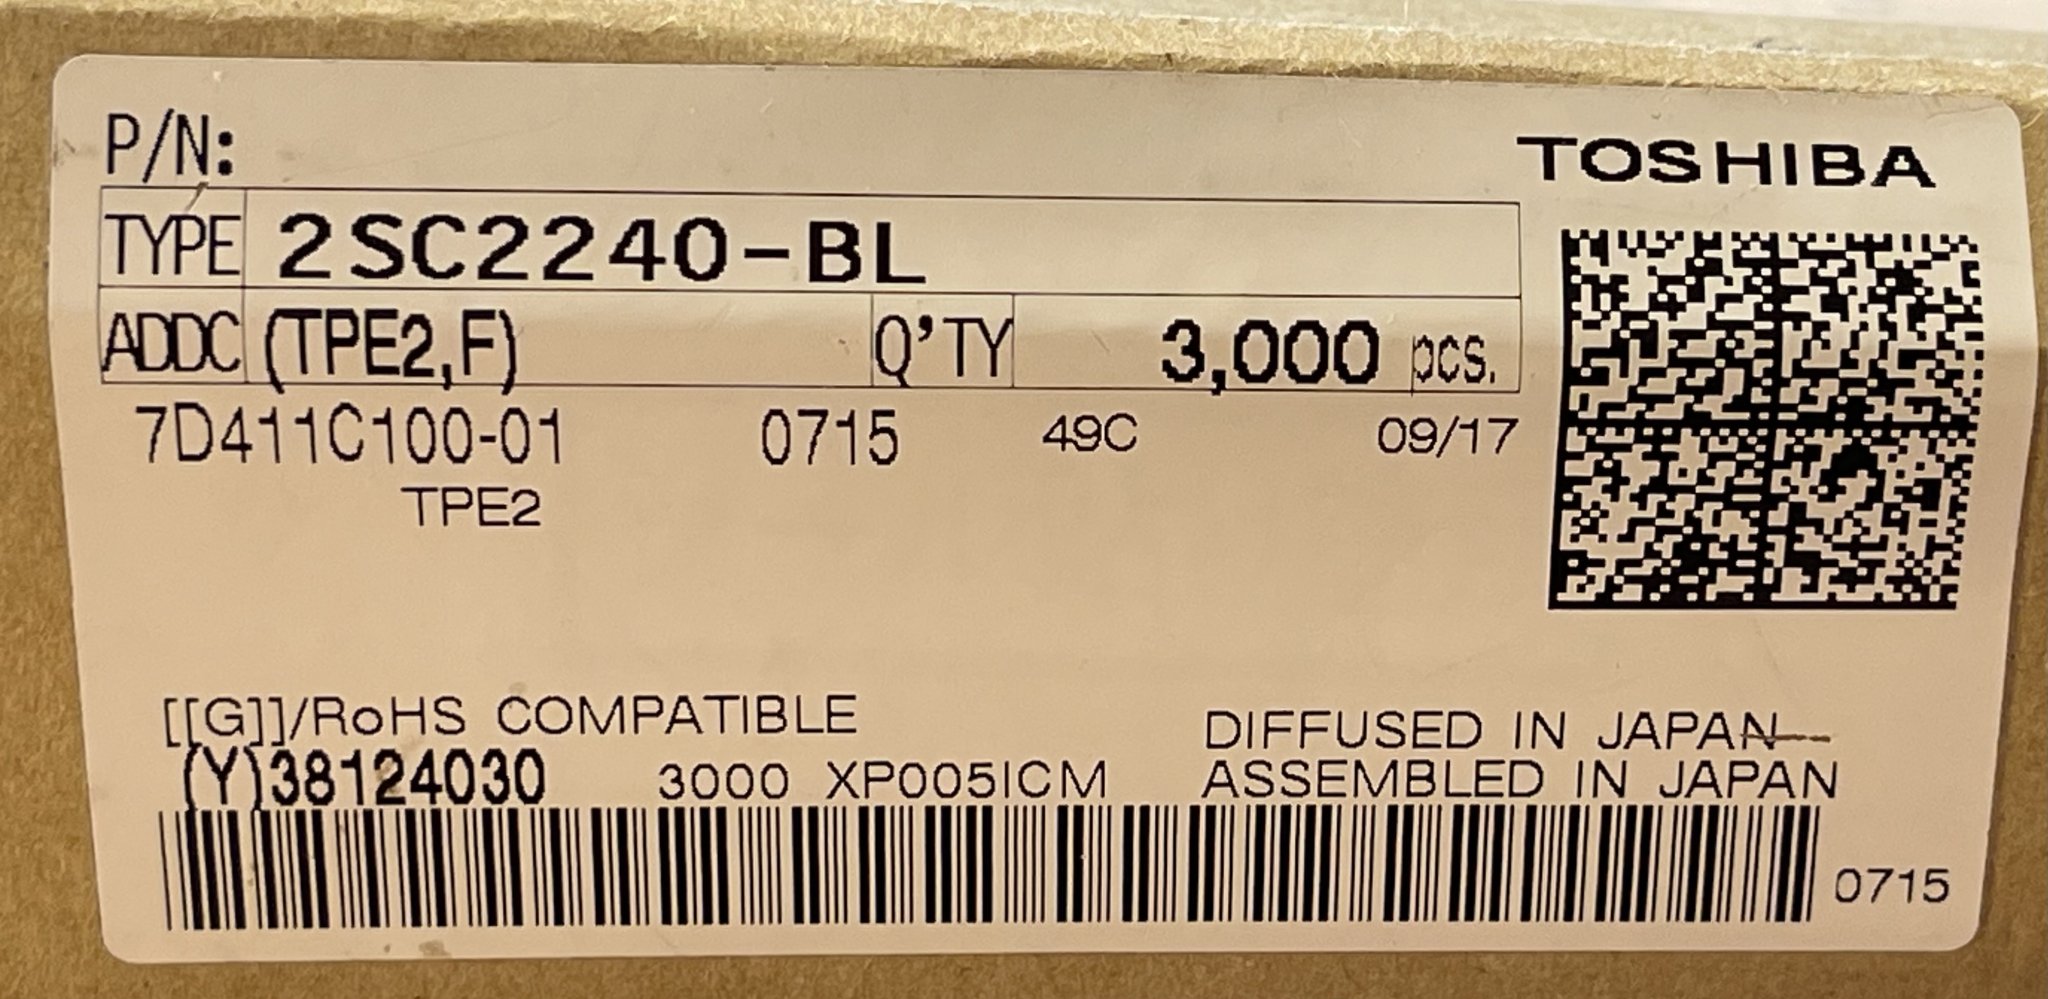 P/N:
TOSHIBA
TYPE 2SC2240-BL
ADDC (TPE2,F) Q'TY 3,000 pcs.
7D411C100-01 0715 49C 09/17
TPE2
[[G]]/RoHS COMPATIBLE
DIFFUSED IN JAPAN
(Y)38124030 3000 XP005ICM ASSEMBLED IN JAPAN
0715